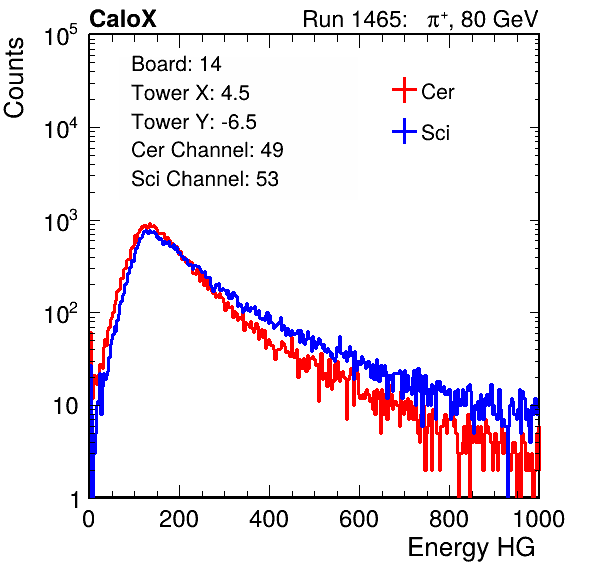 CaloX Run 1465: π⁺, 80 GeV
Counts
10⁵
10⁴
10³
10²
10
1
Board: 14
Tower X: 4.5
Tower Y: -6.5
Cer Channel: 49
Sci Channel: 53
Cer
Sci
0 200 400 600 800 1000
Energy HG